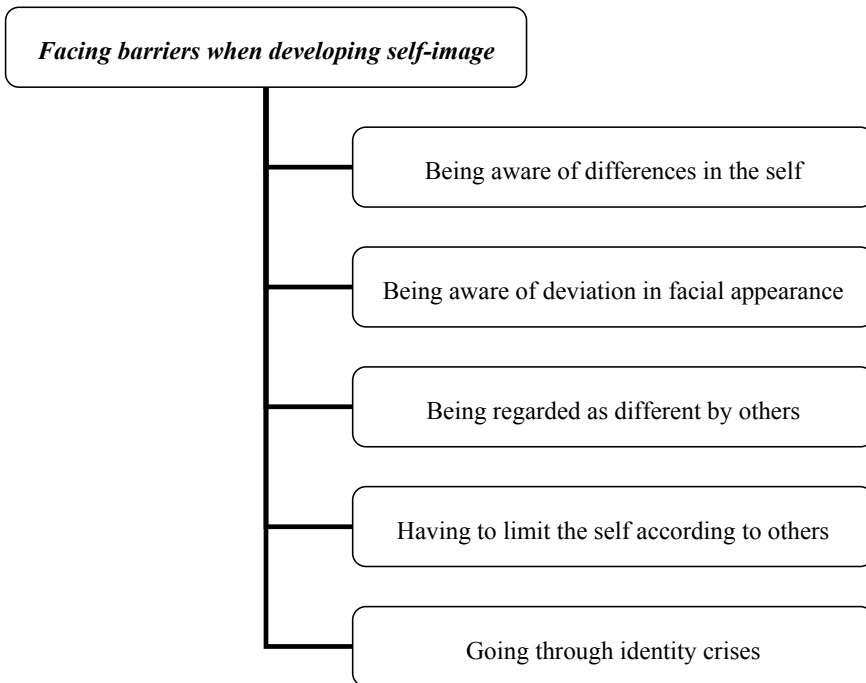 Facing barriers when developing self-image
Being aware of differences in the self
Being aware of deviation in facial appearance
Being regarded as different by others
Having to limit the self according to others
Going through identity crises